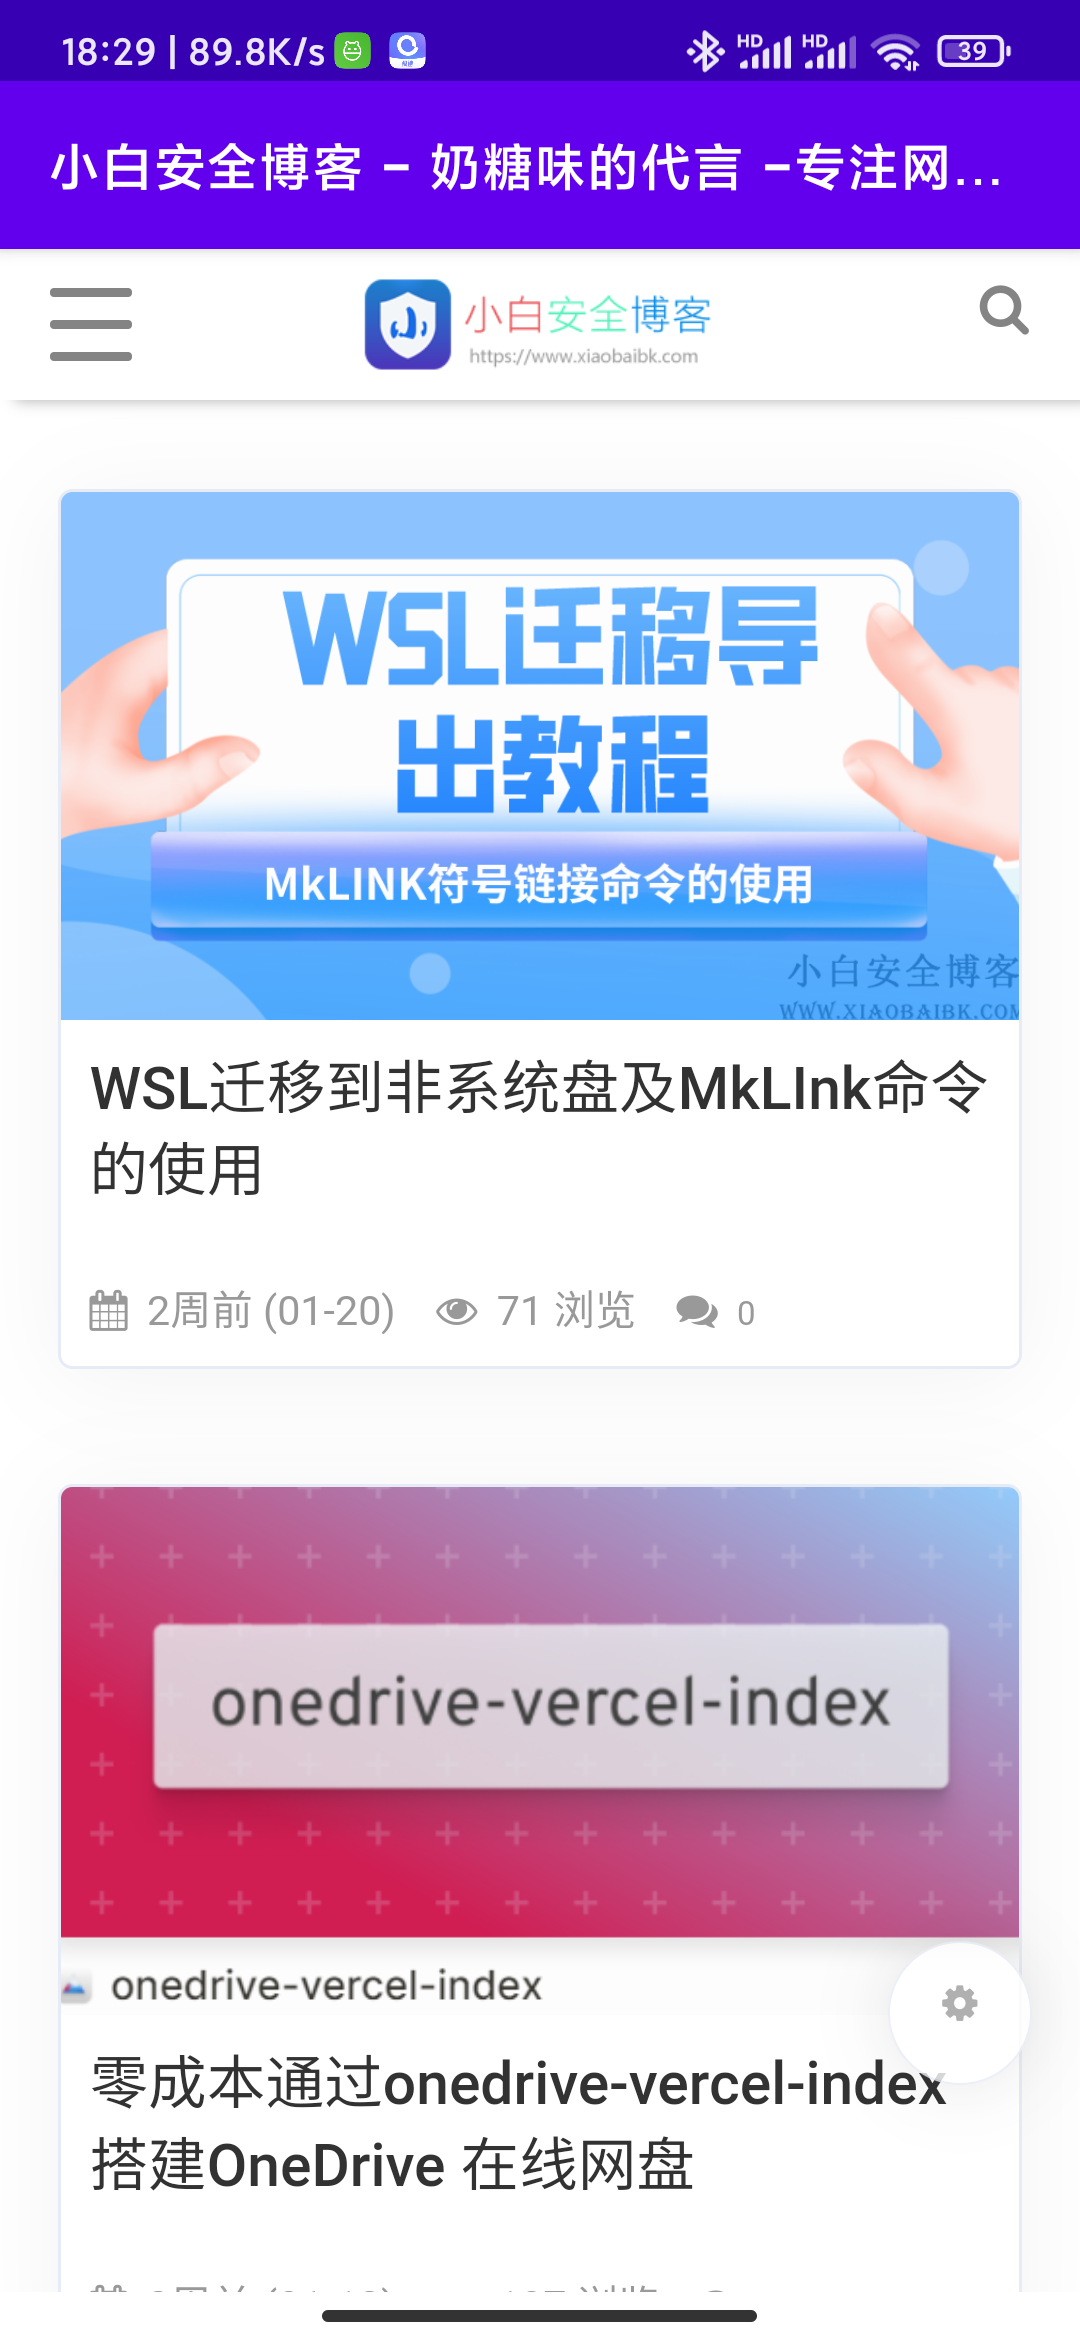 18:29 | 89.8K/s
HD HD 39
小白安全博客 - 奶糖味的代言 -专注网...
小白安全博客
https://www.xiaobaibk.com
WSL迁移导
出教程
MkLINK符号链接命令的使用
小白安全博客
WWW.XIAOBAIBK.COM
WSL迁移到非系统盘及MkLInk命令
的使用
2周前 (01-20) 71 浏览 0
onedrive-vercel-index
onedrive-vercel-index
零成本通过onedrive-vercel-index
搭建OneDrive 在线网盘